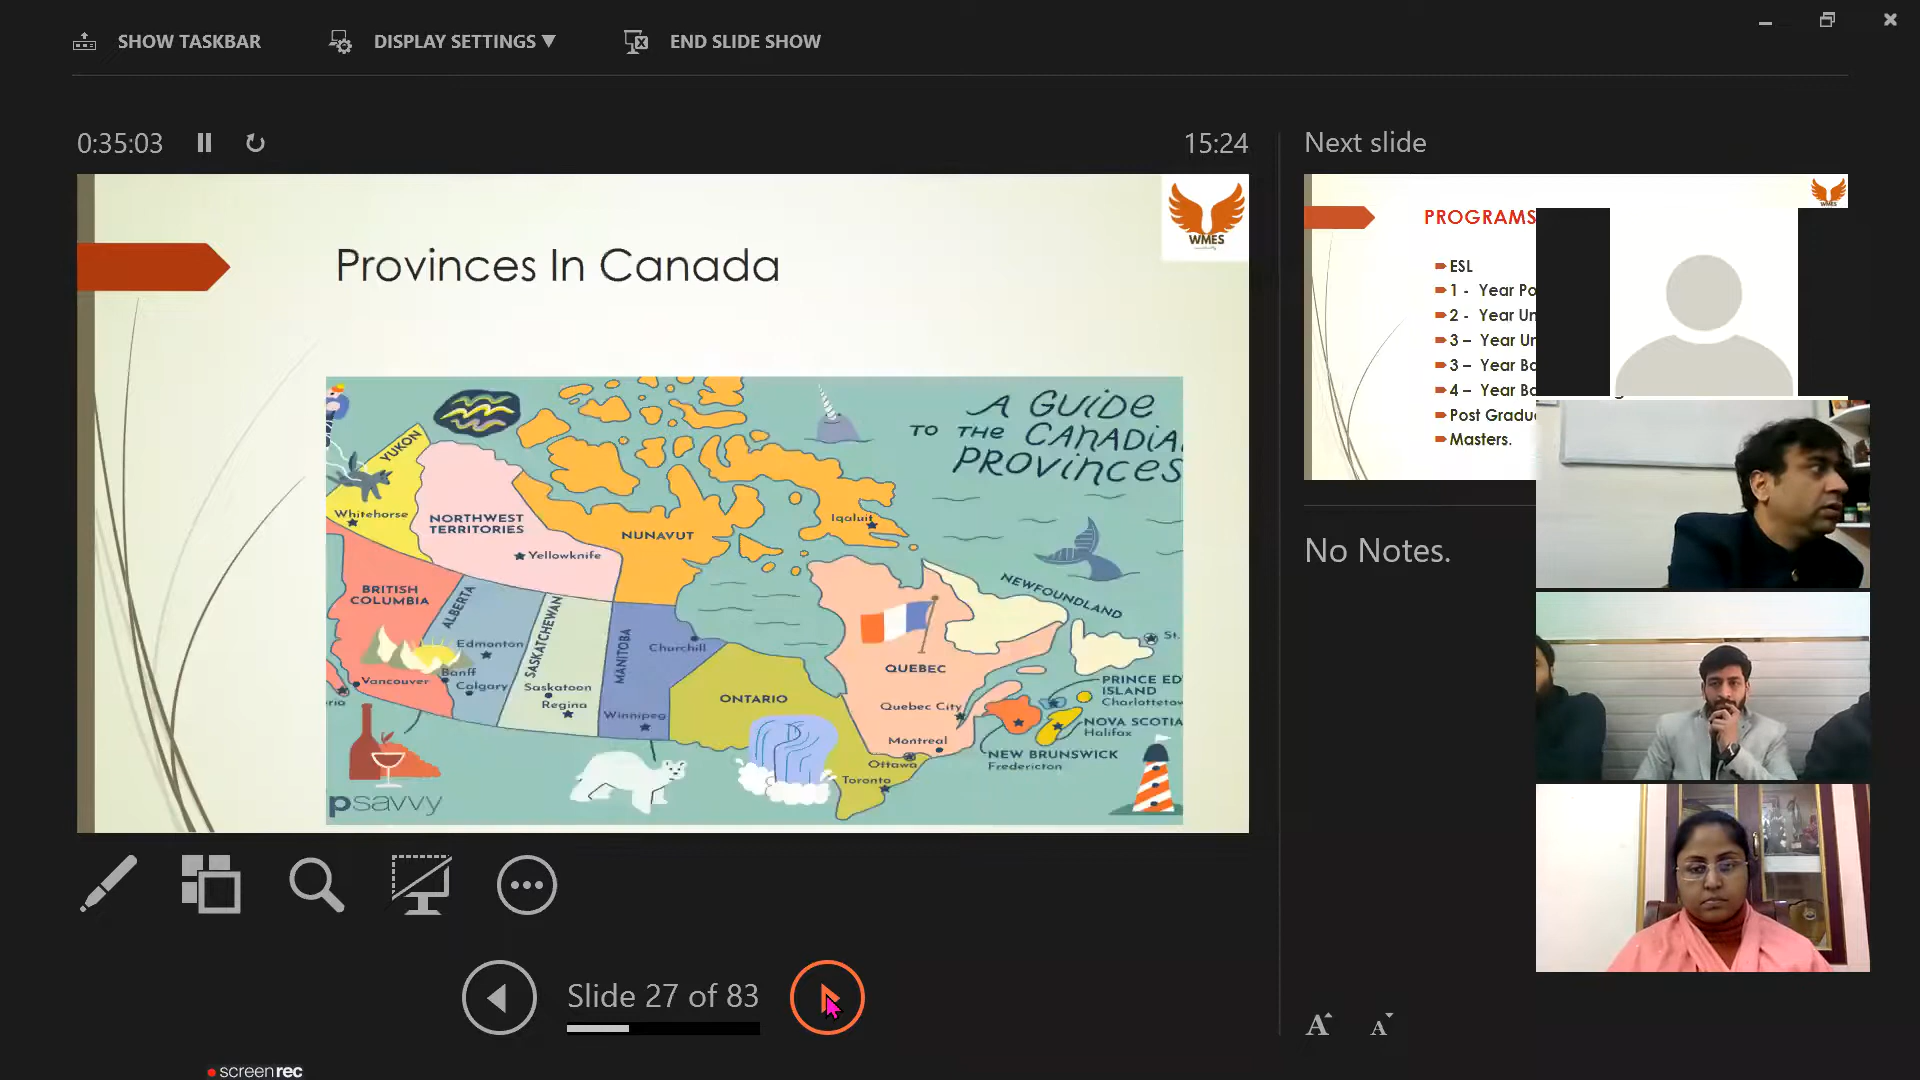 SHOW TASKBAR
DISPLAY SETTINGS ▼
END SLIDE SHOW
0:35:03
15:24
Next slide
WMES
Provinces In Canada
A GUIDE
TO THE CANADIA
PROVINCES
YUKON
Whitehorse
NORTHWEST
TERRITORIES
Yellowknife
NUNAVUT
Iqaluit
BRITISH
COLUMBIA
ALBERTA
Edmonton
Banff
Calgary
Vancouver
ria
SASKATCHEWAN
Saskatoon
Regina
MANITOBA
Churchill
Winnipeg
ONTARIO
Ottawa
Toronto
QUEBEC
Quebec City
Montreal
NEWFOUNDLAND
St.
PRINCE ED
ISLAND
Charlottetow
NOVA SCOTIA
Halifax
NEW BRUNSWICK
Fredericton
psavvy
WMES
PROGRAMS
ESL
1 - Year Po
2 - Year Un
3 – Year Un
3 – Year Ba
4 – Year Ba
Post Gradu
Masters.
No Notes.
Slide 27 of 83
A A
screenrec